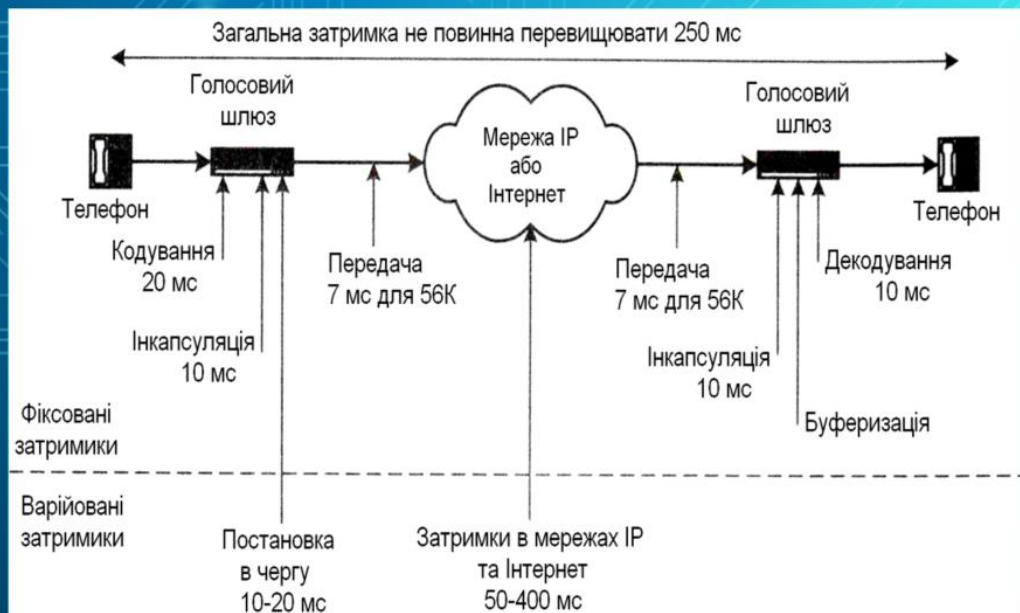 Загальна затримка не повинна перевищювати 250 мс
Голосовий
шлюз
Голосовий
шлюз
Мережа IP
або
Інтернет
Телефон
Телефон
Кодування
20 мс
Передача
7 мс для 56К
Передача
7 мс для 56К
Декодування
10 мс
Інкапсуляція
10 мс
Інкапсуляція
10 мс
Буферизація
Фіксовані
затримики
Варійовані
затримики
Постановка
в чергу
10-20 мс
Затримки в мережах IP
та Інтернет
50-400 мс